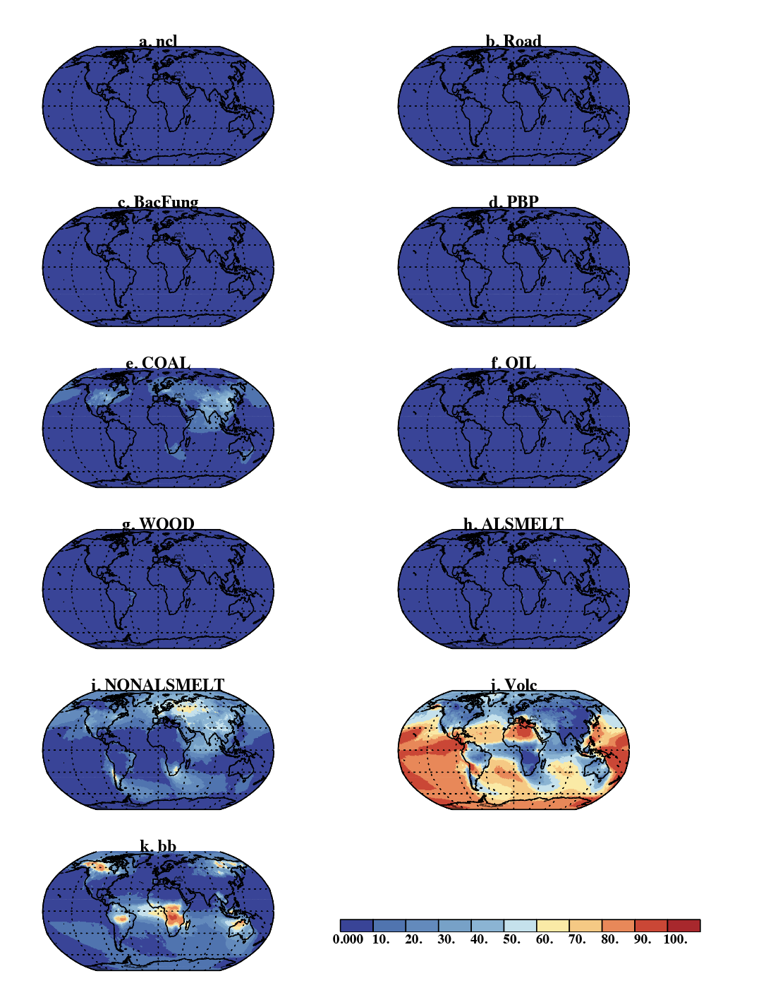 a. ncl
b. Road
c. BacFung
d. PBP
e. COAL
f. OIL
g. WOOD
h. ALSMELT
i. NONALSMELT
j. Volc
k. bb
0.000 10. 20. 30. 40. 50. 60. 70. 80. 90. 100.